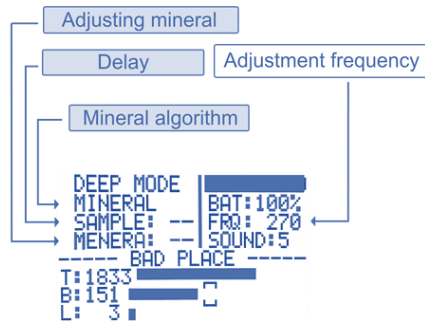 Adjusting mineral
Delay
Adjustment frequency
Mineral algorithm
DEEP MODE
MINERAL BAT:100%
SAMPLE: -- FRQ: 270
MENERA: -- SOUND:5
----- BAD PLACE -----
T:1833
B:151
L: 3